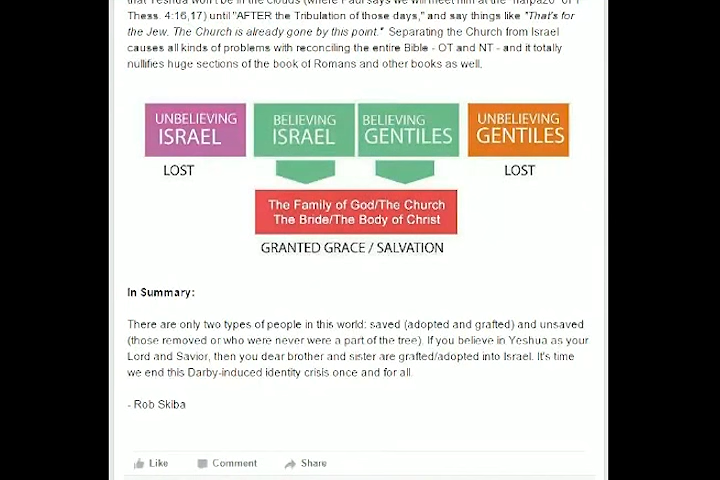 that Yeshua won't be in the clouds (where Paul says we will meet him at the "harpazo" of 1
Thess. 4:16,17) until "AFTER the Tribulation of those days," and say things like "That's for
the Jew. The Church is already gone by this point." Separating the Church from Israel
causes all kinds of problems with reconciling the entire Bible - OT and NT - and it totally
nullifies huge sections of the book of Romans and other books as well.
UNBELIEVING ISRAEL
BELIEVING ISRAEL
BELIEVING GENTILES
UNBELIEVING GENTILES
LOST
LOST
The Family of God/The Church
The Bride/The Body of Christ
GRANTED GRACE / SALVATION
In Summary:
There are only two types of people in this world: saved (adopted and grafted) and unsaved
(those removed or who were never were a part of the tree). If you believe in Yeshua as your
Lord and Savior, then you dear brother and sister are grafted/adopted into Israel. It's time
we end this Darby-induced identity crisis once and for all.
- Rob Skiba
Like Comment Share